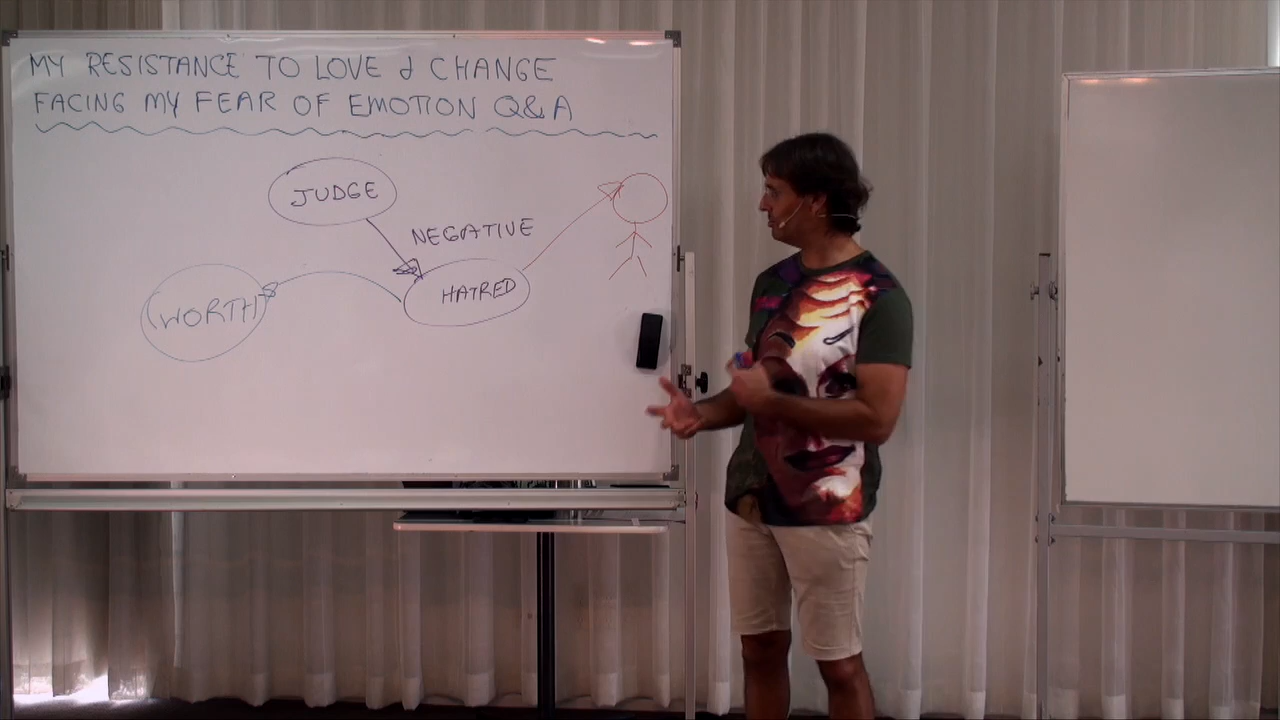 MY RESISTANCE TO LOVE & CHANGE
FACING MY FEAR OF EMOTION Q&A
JUDGE
NEGATIVE
HATRED
WORTH